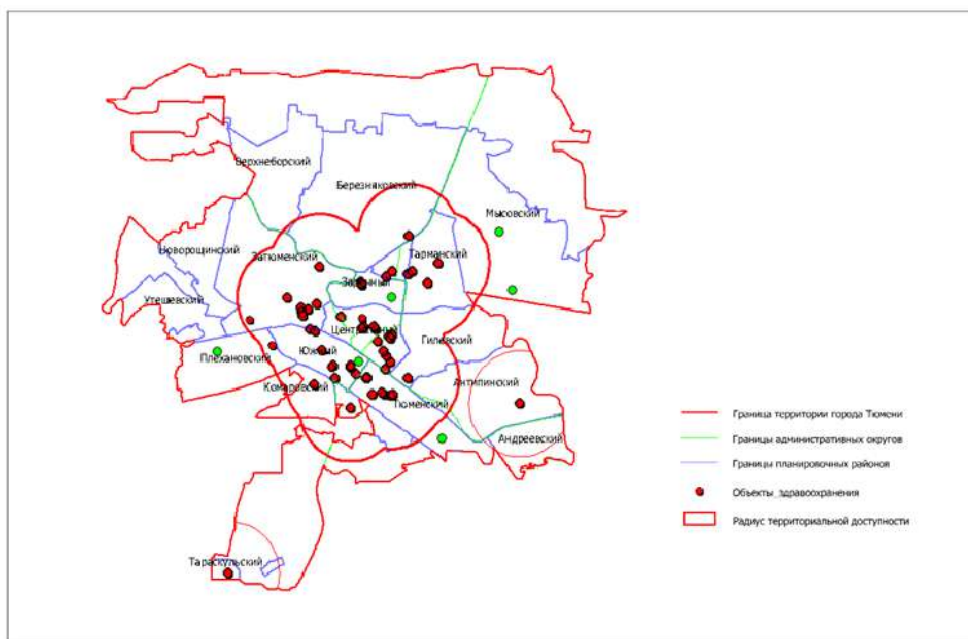 Верхнеборский
Березняковский
Мысовский
Новорощинский
Затюменский
Тарманский
Заречный
Утешевский
Центральный
Гилевский
Плехановский
Южный
Антипинский
Комаровский
Тюменский
Андреевский
Тараскульский
Граница территории города Тюмени
Границы административных округов
Границы планировочных районов
Объекты_здравоохранения
Радиус территориальной доступности